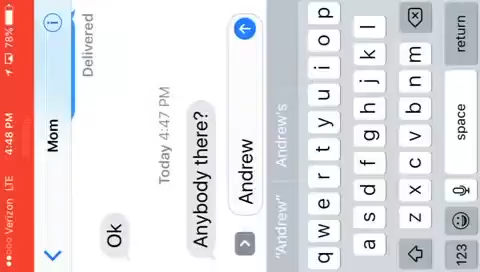 Verizon LTE 4:48 PM 78%
Mom
Delivered
Ok
Today 4:47 PM
Anybody there?
Andrew
"Andrew" Andrew's
q w e r t y u i o p
a s d f g h j k l
z x c v b n m
123 space return